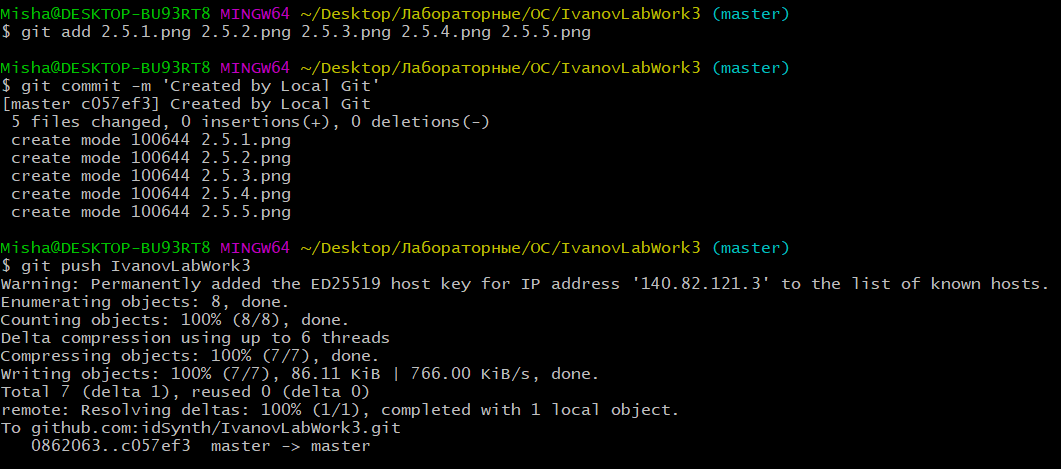 Misha@DESKTOP-BU93RT8 MINGW64 ~/Desktop/Лабораторные/ОС/IvanovLabWork3 (master)
$ git add 2.5.1.png 2.5.2.png 2.5.3.png 2.5.4.png 2.5.5.png
Misha@DESKTOP-BU93RT8 MINGW64 ~/Desktop/Лабораторные/ОС/IvanovLabWork3 (master)
$ git commit -m 'Created by Local Git'
[master c057ef3] Created by Local Git
5 files changed, 0 insertions(+), 0 deletions(-)
create mode 100644 2.5.1.png
create mode 100644 2.5.2.png
create mode 100644 2.5.3.png
create mode 100644 2.5.4.png
create mode 100644 2.5.5.png
Misha@DESKTOP-BU93RT8 MINGW64 ~/Desktop/Лабораторные/ОС/IvanovLabWork3 (master)
$ git push IvanovLabWork3
Warning: Permanently added the ED25519 host key for IP address '140.82.121.3' to the list of known hosts.
Enumerating objects: 8, done.
Counting objects: 100% (8/8), done.
Delta compression using up to 6 threads
Compressing objects: 100% (7/7), done.
Writing objects: 100% (7/7), 86.11 KiB | 766.00 KiB/s, done.
Total 7 (delta 1), reused 0 (delta 0)
remote: Resolving deltas: 100% (1/1), completed with 1 local object.
To github.com:idSynth/IvanovLabWork3.git
0862063..c057ef3 master -> master